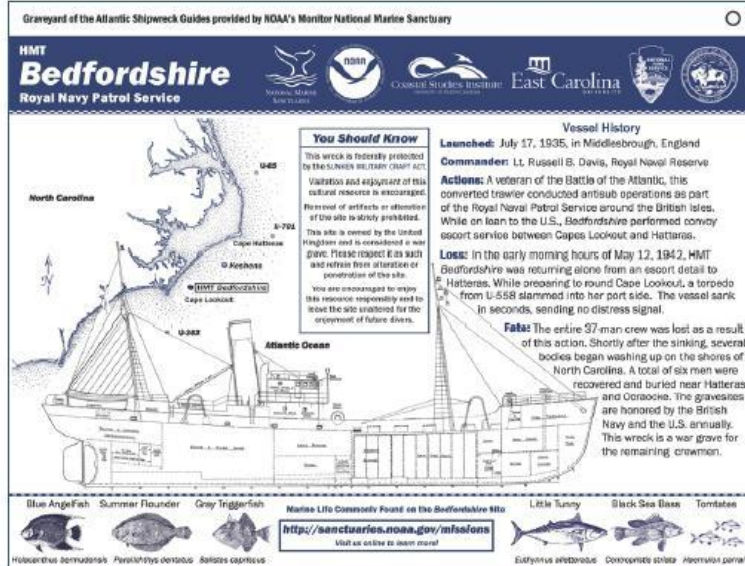 Graveyard of the Atlantic Shipwreck Guides provided by NOAA's Monitor National Marine Sanctuary
HMT
Bedfordshire
Royal Navy Patrol Service
NATIONAL MARINE
SANCTUARIES
NOAA
Coastal Studies Institute
East Carolina
UNIVERSITY
North Carolina
U-85
U-701
Cape Hatteras
Keshena
HMT Bedfordshire
Cape Lookout
U-352
Atlantic Ocean
You Should Know
This wreck is federally protected
by the SUNKEN MILITARY CRAFT ACT.
Visitation and enjoyment of this
cultural resource is encouraged.
Removal of artifacts or alteration
of the site is strictly prohibited.
This site is owned by the United
Kingdom and is considered a war
grave. Please respect it as such
and refrain from alteration or
penetration of the site.
You are encouraged to enjoy
this resource responsibly and to
leave the site unaltered for the
enjoyment of future divers.
Vessel History
Launched: July 17, 1935, in Middlesbrough, England
Commander: Lt. Russell B. Davis, Royal Naval Reserve
Actions: A veteran of the Battle of the Atlantic, this
converted trawler conducted antisub operations as part
of the Royal Naval Patrol Service around the British Isles.
While on loan to the U.S., Bedfordshire performed convoy
escort service between Capes Lookout and Hatteras.
Loss: In the early morning hours of May 12, 1942, HMT
Bedfordshire was returning alone from an escort detail to
Hatteras. While preparing to round Cape Lookout, a torpedo
from U-558 slammed into her port side. The vessel sank
in seconds, sending no distress signal.
Fate: The entire 37-man crew was lost as a result
of this action. Shortly after the sinking, several
bodies began washing up on the shores of
North Carolina. A total of six men were
recovered and buried near Hatteras
and Ocracoke. The gravesites
are honored by the British
Navy and the U.S. annually.
This wreck is a war grave for
the remaining crewmen.
Blue Angelfish Summer Flounder Gray Triggerfish
Holacanthus bermudensis Paralichthys dentatus Balistes capriscus
Marine Life Commonly Found on the Bedfordshire Site
http://sanctuaries.noaa.gov/missions
Visit us online to learn more!
Little Tunny Black Sea Bass Tomtates
Euthynnus alletteratus Centropristis striata Haemulon parrai